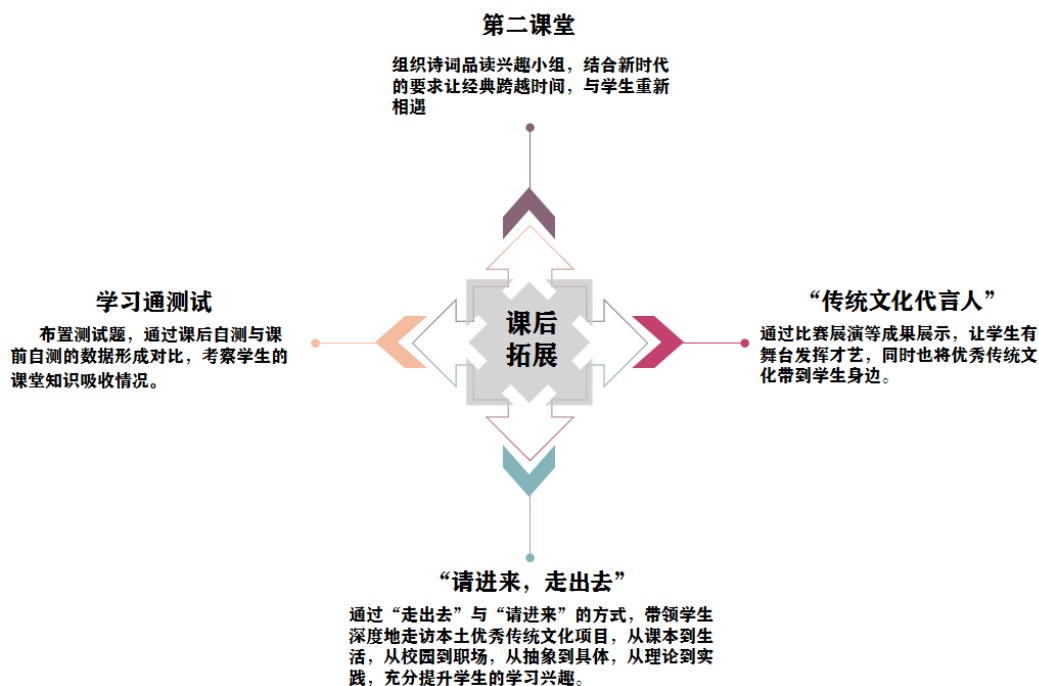 第二课堂
组织诗词品读兴趣小组，结合新时代
的要求让经典跨越时间，与学生重新
相遇
学习通测试
布置测试题，通过课后自测与课
前自测的数据形成对比，考察学生的
课堂知识吸收情况。
课后
拓展
“传统文化代言人”
通过比赛展演等成果展示，让学生有
舞台发挥才艺，同时也将优秀传统文
化带到学生身边。
“请进来，走出去”
通过“走出去”与“请进来”的方式，带领学生
深度地走访本土优秀传统文化项目，从课本到生
活，从校园到职场，从抽象到具体，从理论到实
践，充分提升学生的学习兴趣。